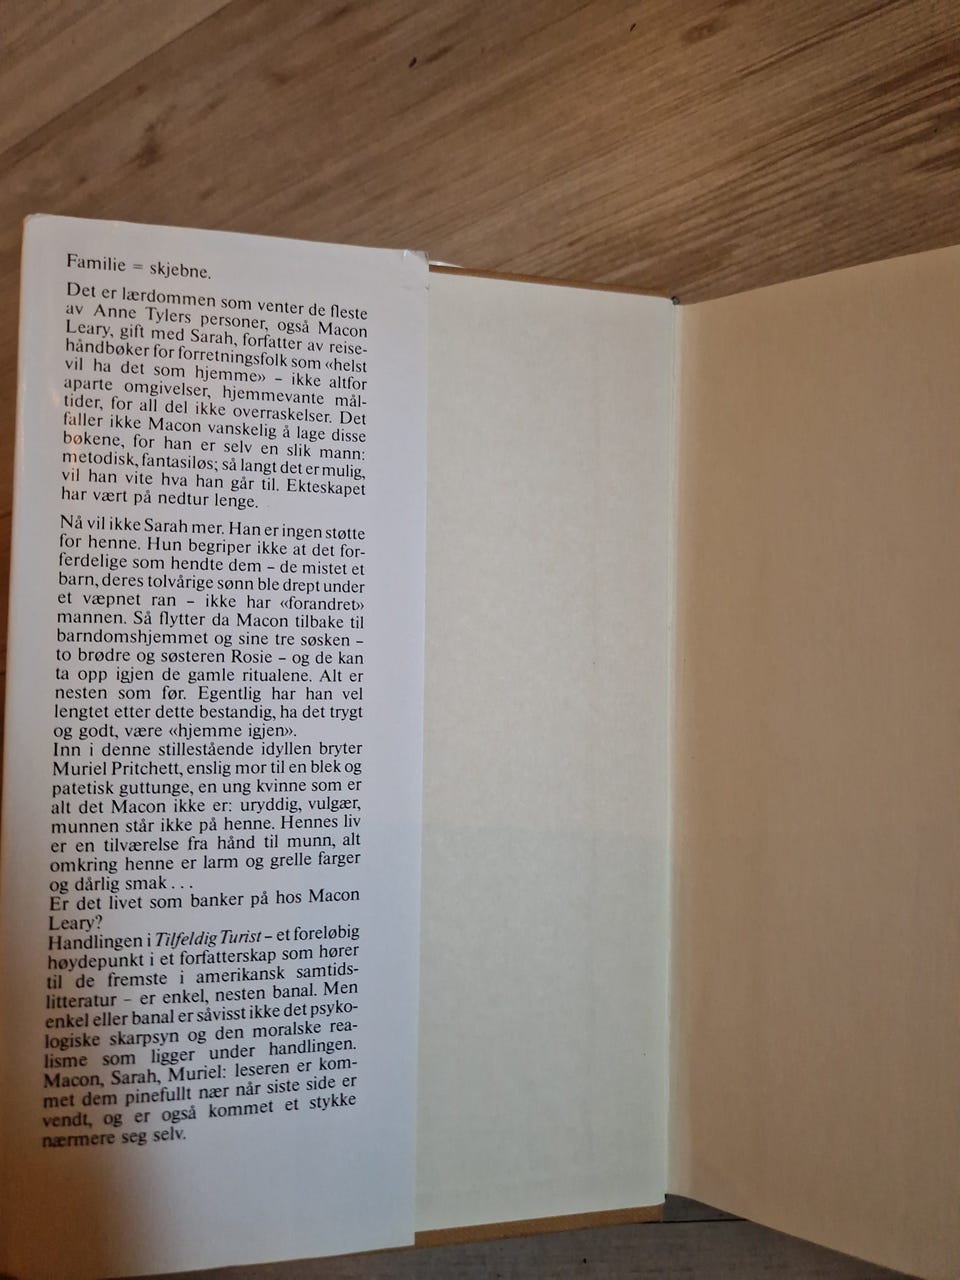 Familie = skjebne.
Det er lærdommen som venter de fleste
av Anne Tylers personer, også Macon
Leary, gift med Sarah, forfatter av reise-
håndbøker for forretningsfolk som «helst
vil ha det som hjemme» – ikke altfor
aparte omgivelser, hjemmevante mål-
tider, for all del ikke overraskelser. Det
faller ikke Macon vanskelig å lage disse
bøkene, for han er selv en slik mann:
metodisk, fantasiløs; så langt det er mulig,
vil han vite hva han går til. Ekteskapet
har vært på nedtur lenge.
Nå vil ikke Sarah mer. Han er ingen støtte
for henne. Hun begriper ikke at det for-
ferdelige som hendte dem – de mistet et
barn, deres tolvårige sønn ble drept under
et væpnet ran – ikke har «forandret»
mannen. Så flytter da Macon tilbake til
barndomshjemmet og sine tre søsken –
to brødre og søsteren Rosie – og de kan
ta opp igjen de gamle ritualene. Alt er
nesten som før. Egentlig har han vel
lengtet etter dette bestandig, ha det trygt
og godt, være «hjemme igjen».
Inn i denne stillestående idyllen bryter
Muriel Pritchett, enslig mor til en blek og
patetisk guttunge, en ung kvinne som er
alt det Macon ikke er: uryddig, vulgær,
munnen står ikke på henne. Hennes liv
er en tilværelse fra hånd til munn, alt
omkring henne er larm og grelle farger
og dårlig smak . . .
Er det livet som banker på hos Macon
Leary?
Handlingen i Tilfeldig Turist – et foreløbig
høydepunkt i et forfatterskap som hører
til de fremste i amerikansk samtids-
litteratur – er enkel, nesten banal. Men
enkel eller banal er såvisst ikke det psyko-
logiske skarpsyn og den moralske rea-
lisme som ligger under handlingen.
Macon, Sarah, Muriel: leseren er kom-
met dem pinefullt nær når siste side er
vendt, og er også kommet et stykke
nærmere seg selv.